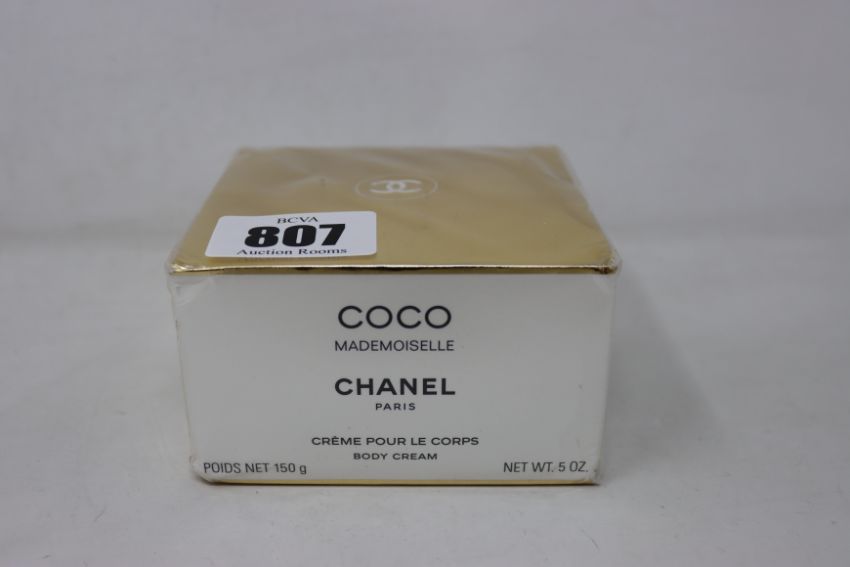 BCVA
807
Auction Rooms
COCO
MADEMOISELLE
CHANEL
PARIS
CRÈME POUR LE CORPS
BODY CREAM
POIDS NET 150 g
NET WT. 5 OZ.